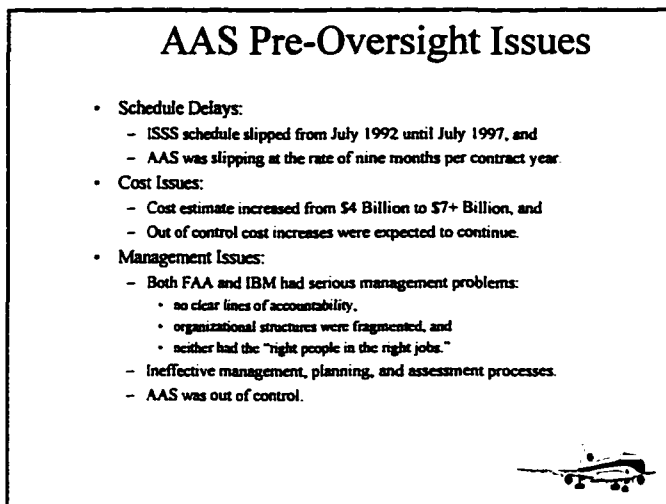 AAS Pre-Oversight Issues
• Schedule Delays:
– ISSS schedule slipped from July 1992 until July 1997, and
– AAS was slipping at the rate of nine months per contract year.
• Cost Issues:
– Cost estimate increased from $4 Billion to $7+ Billion, and
– Out of control cost increases were expected to continue.
• Management Issues:
– Both FAA and IBM had serious management problems:
• no clear lines of accountability,
• organizational structures were fragmented, and
• neither had the "right people in the right jobs."
– Ineffective management, planning, and assessment processes.
– AAS was out of control.